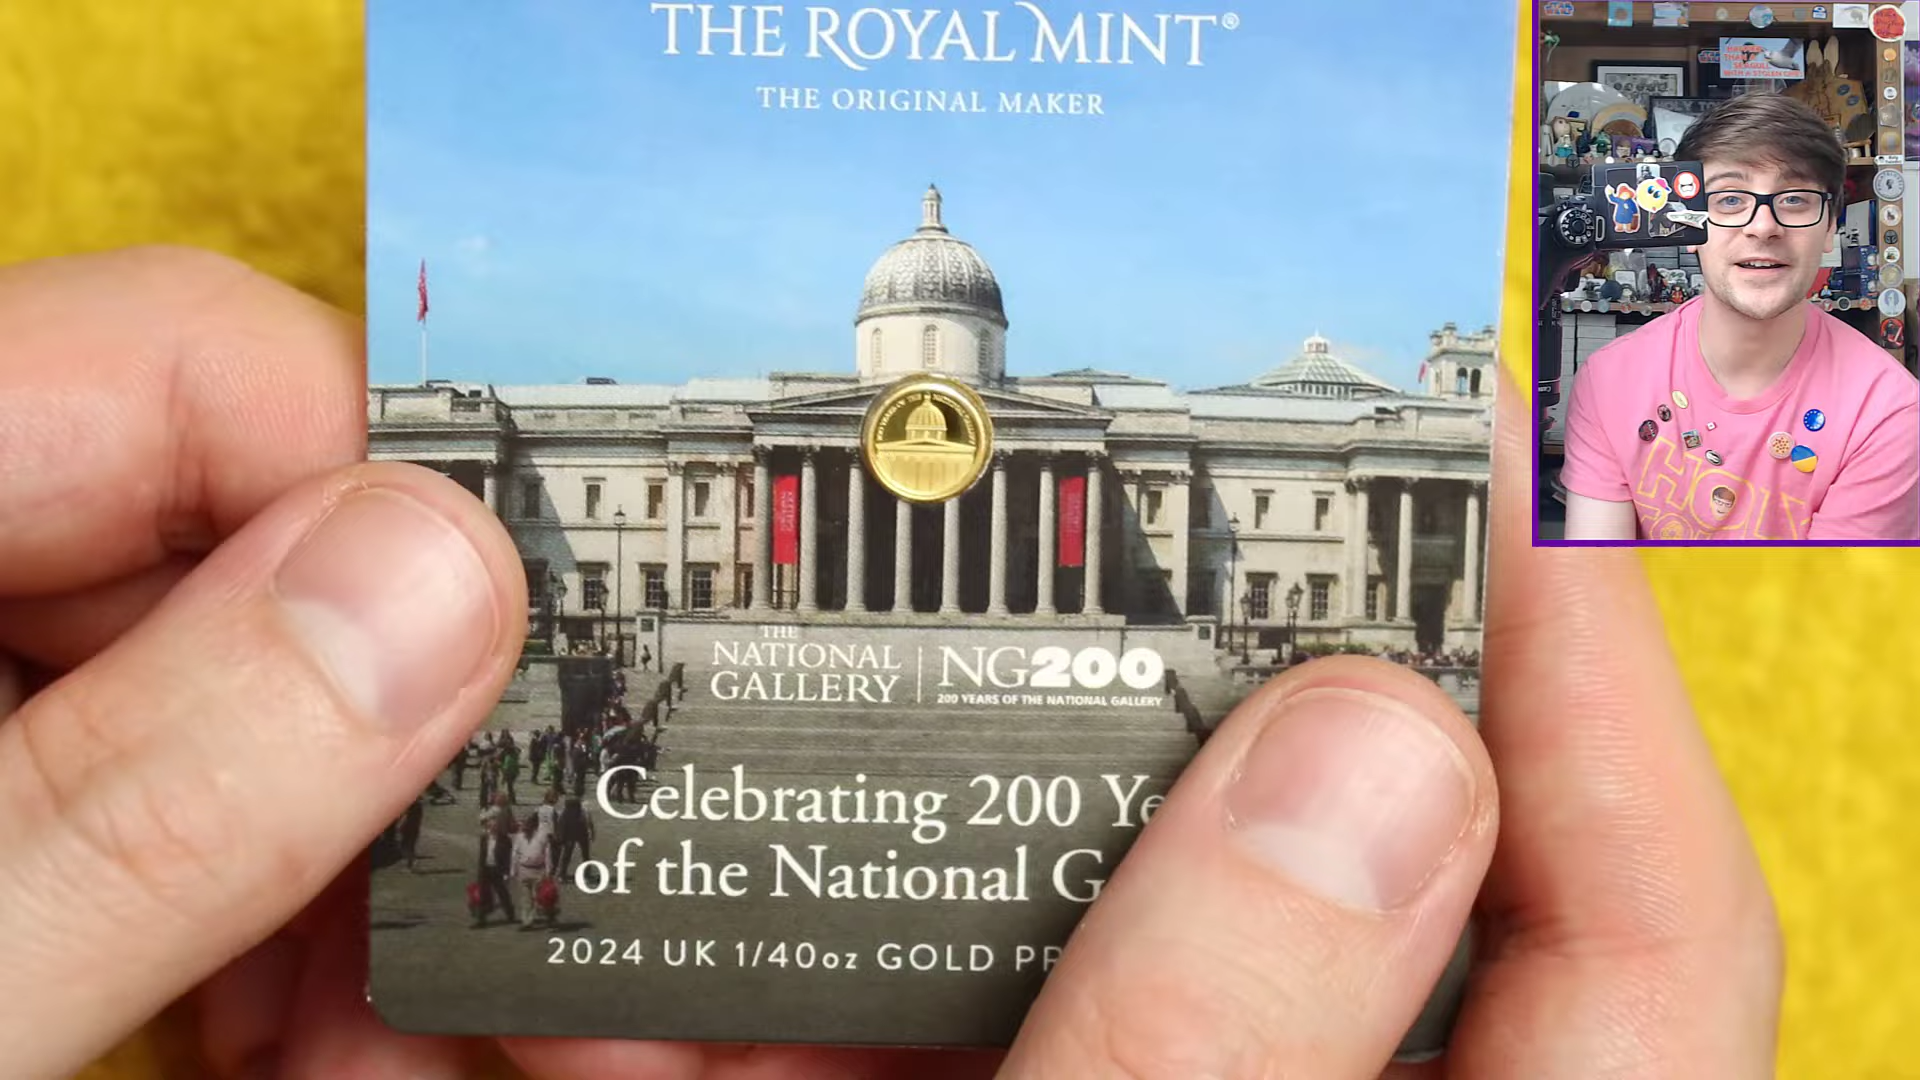 THE ROYAL MINT®
THE ORIGINAL MAKER
THE
NATIONAL
GALLERY
NG200
200 YEARS OF THE NATIONAL GALLERY
Celebrating 200 Ye
of the National G
2024 UK 1/40oz GOLD PR
HOLY